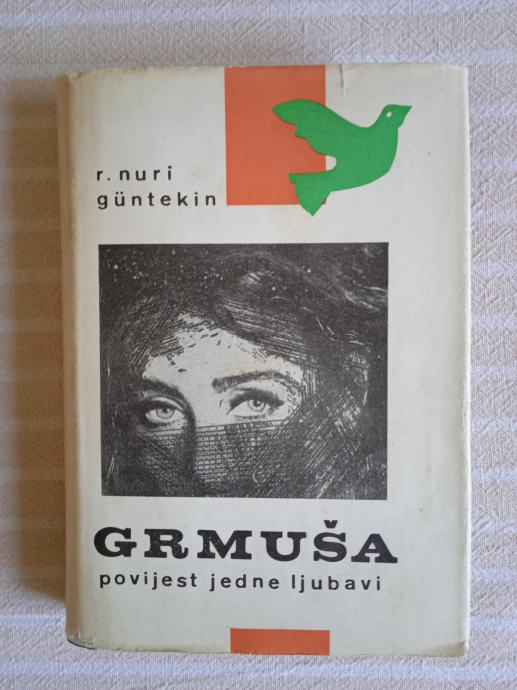 r. nuri
güntekin
GRMUŠA
povijest jedne ljubavi